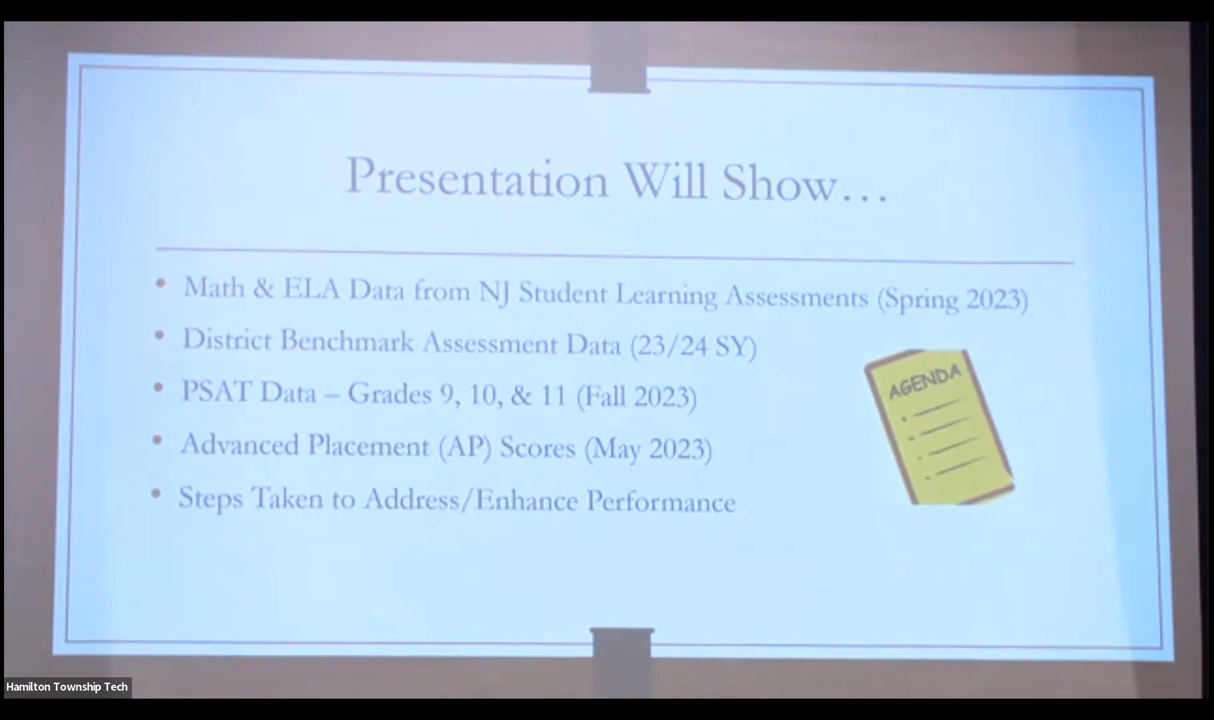 Presentation Will Show…
• Math & ELA Data from NJ Student Learning Assessments (Spring 2023)
• District Benchmark Assessment Data (23/24 SY)
• PSAT Data – Grades 9, 10, & 11 (Fall 2023)
• Advanced Placement (AP) Scores (May 2023)
• Steps Taken to Address/Enhance Performance
AGENDA
Hamilton Township Tech